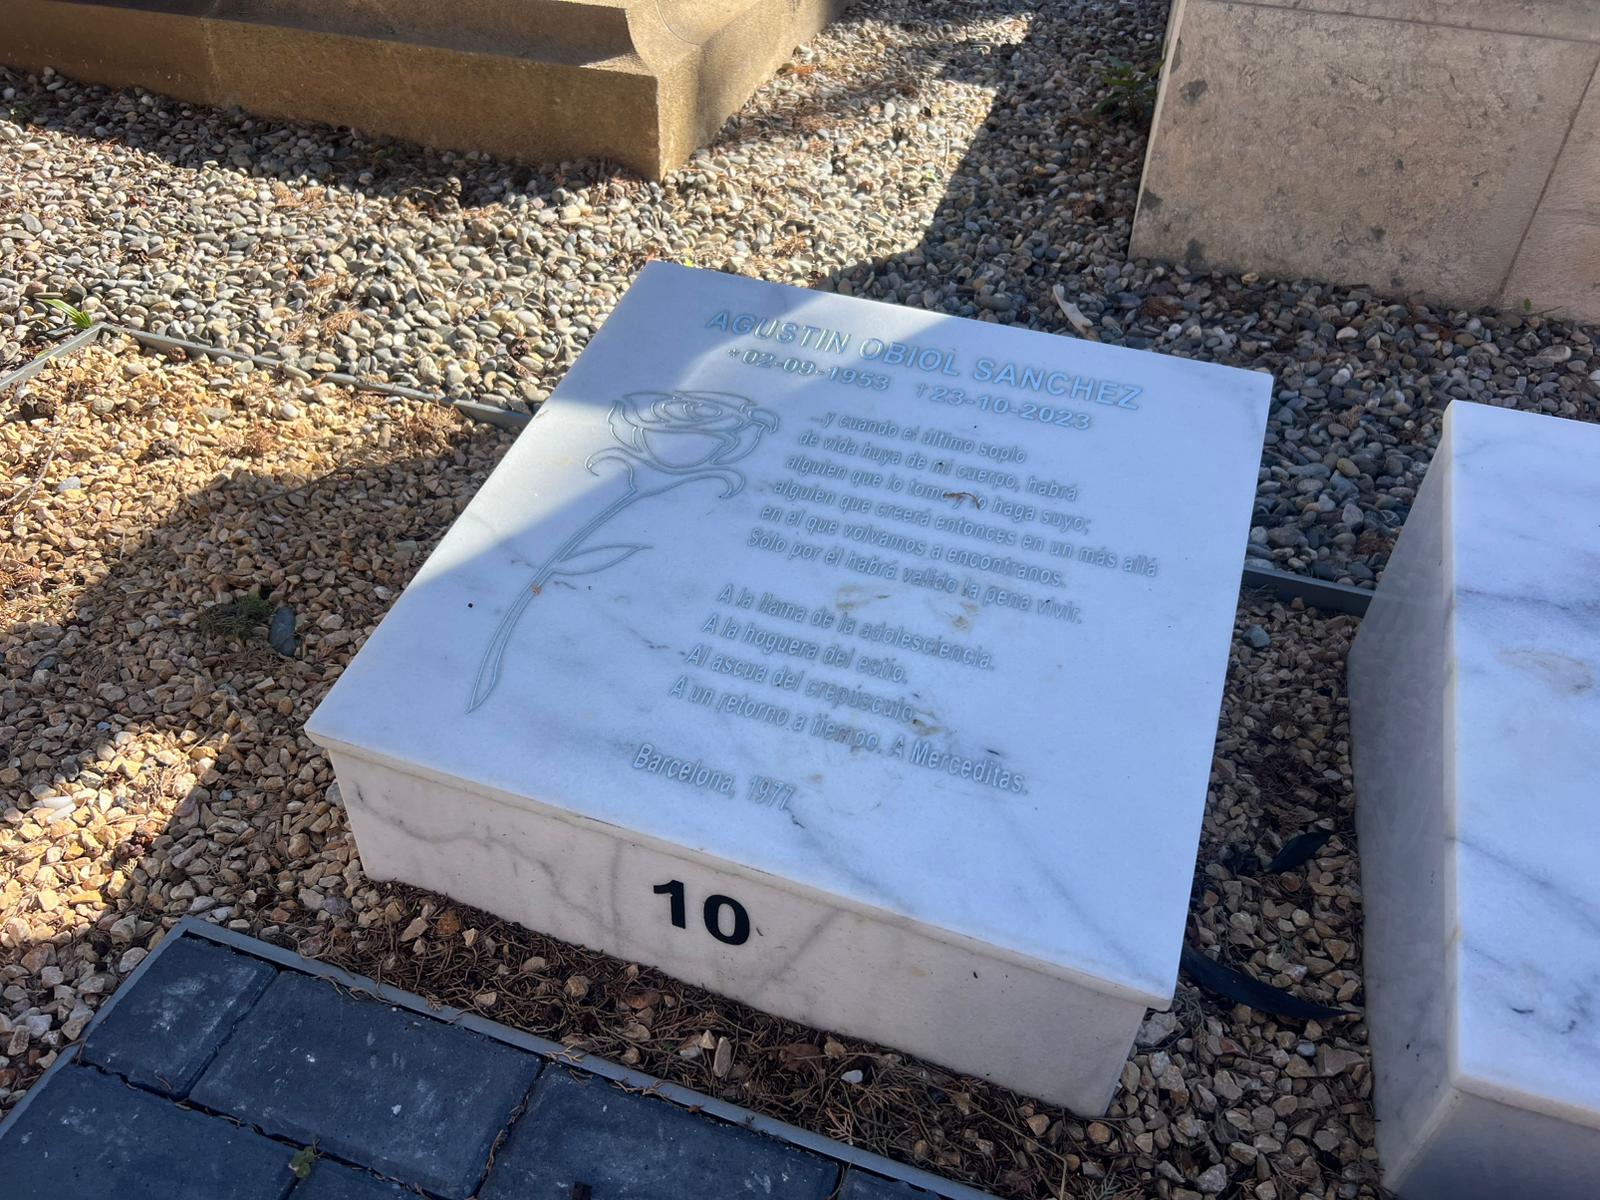 AGUSTIN OBIOL SANCHEZ
*02-09-1953 †23-10-2023
...y cuando el último soplo
de vida huya de mi cuerpo, habrá
alguien que lo tome y lo haga suyo;
alguien que creerá entonces en un más allá
en el que volvamos a encontranos.
Solo por él habrá valido la pena vivir.
A la llama de la adolesciencia.
A la hoguera del estío.
Al ascua del crepúsculo.
A un retorno a tiempo. A Merceditas.
Barcelona, 1977
10